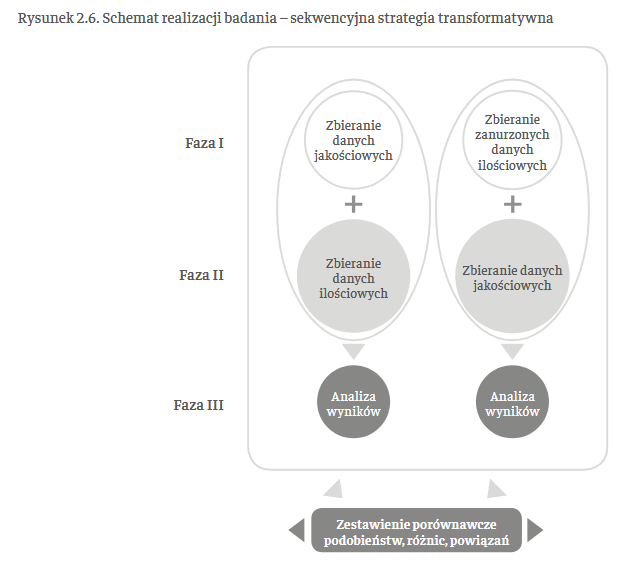 Rysunek 2.6. Schemat realizacji badania – sekwencyjna strategia transformatywna
Faza I
Zbieranie
danych
jakościowych
Zbieranie
zanurzonych
danych
ilościowych
+
+
Faza II
Zbieranie
danych
ilościowych
Zbieranie danych
jakościowych
Faza III
Analiza
wyników
Analiza
wyników
Zestawienie porównawcze
podobieństw, różnic, powiązań